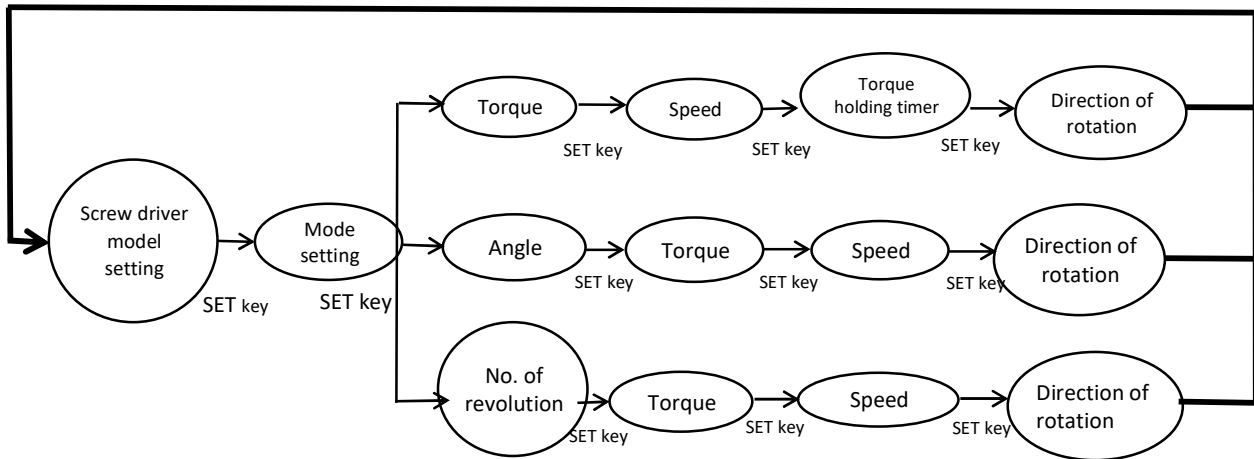 Torque
Speed
Torque
holding timer
Direction of
rotation
SET key
SET key
SET key
Screw driver
model
setting
Mode
setting
Angle
Torque
Speed
Direction of
rotation
SET key
SET key
SET key
SET key
SET key
No. of
revolution
Torque
Speed
Direction of
rotation
SET key
SET key
SET key